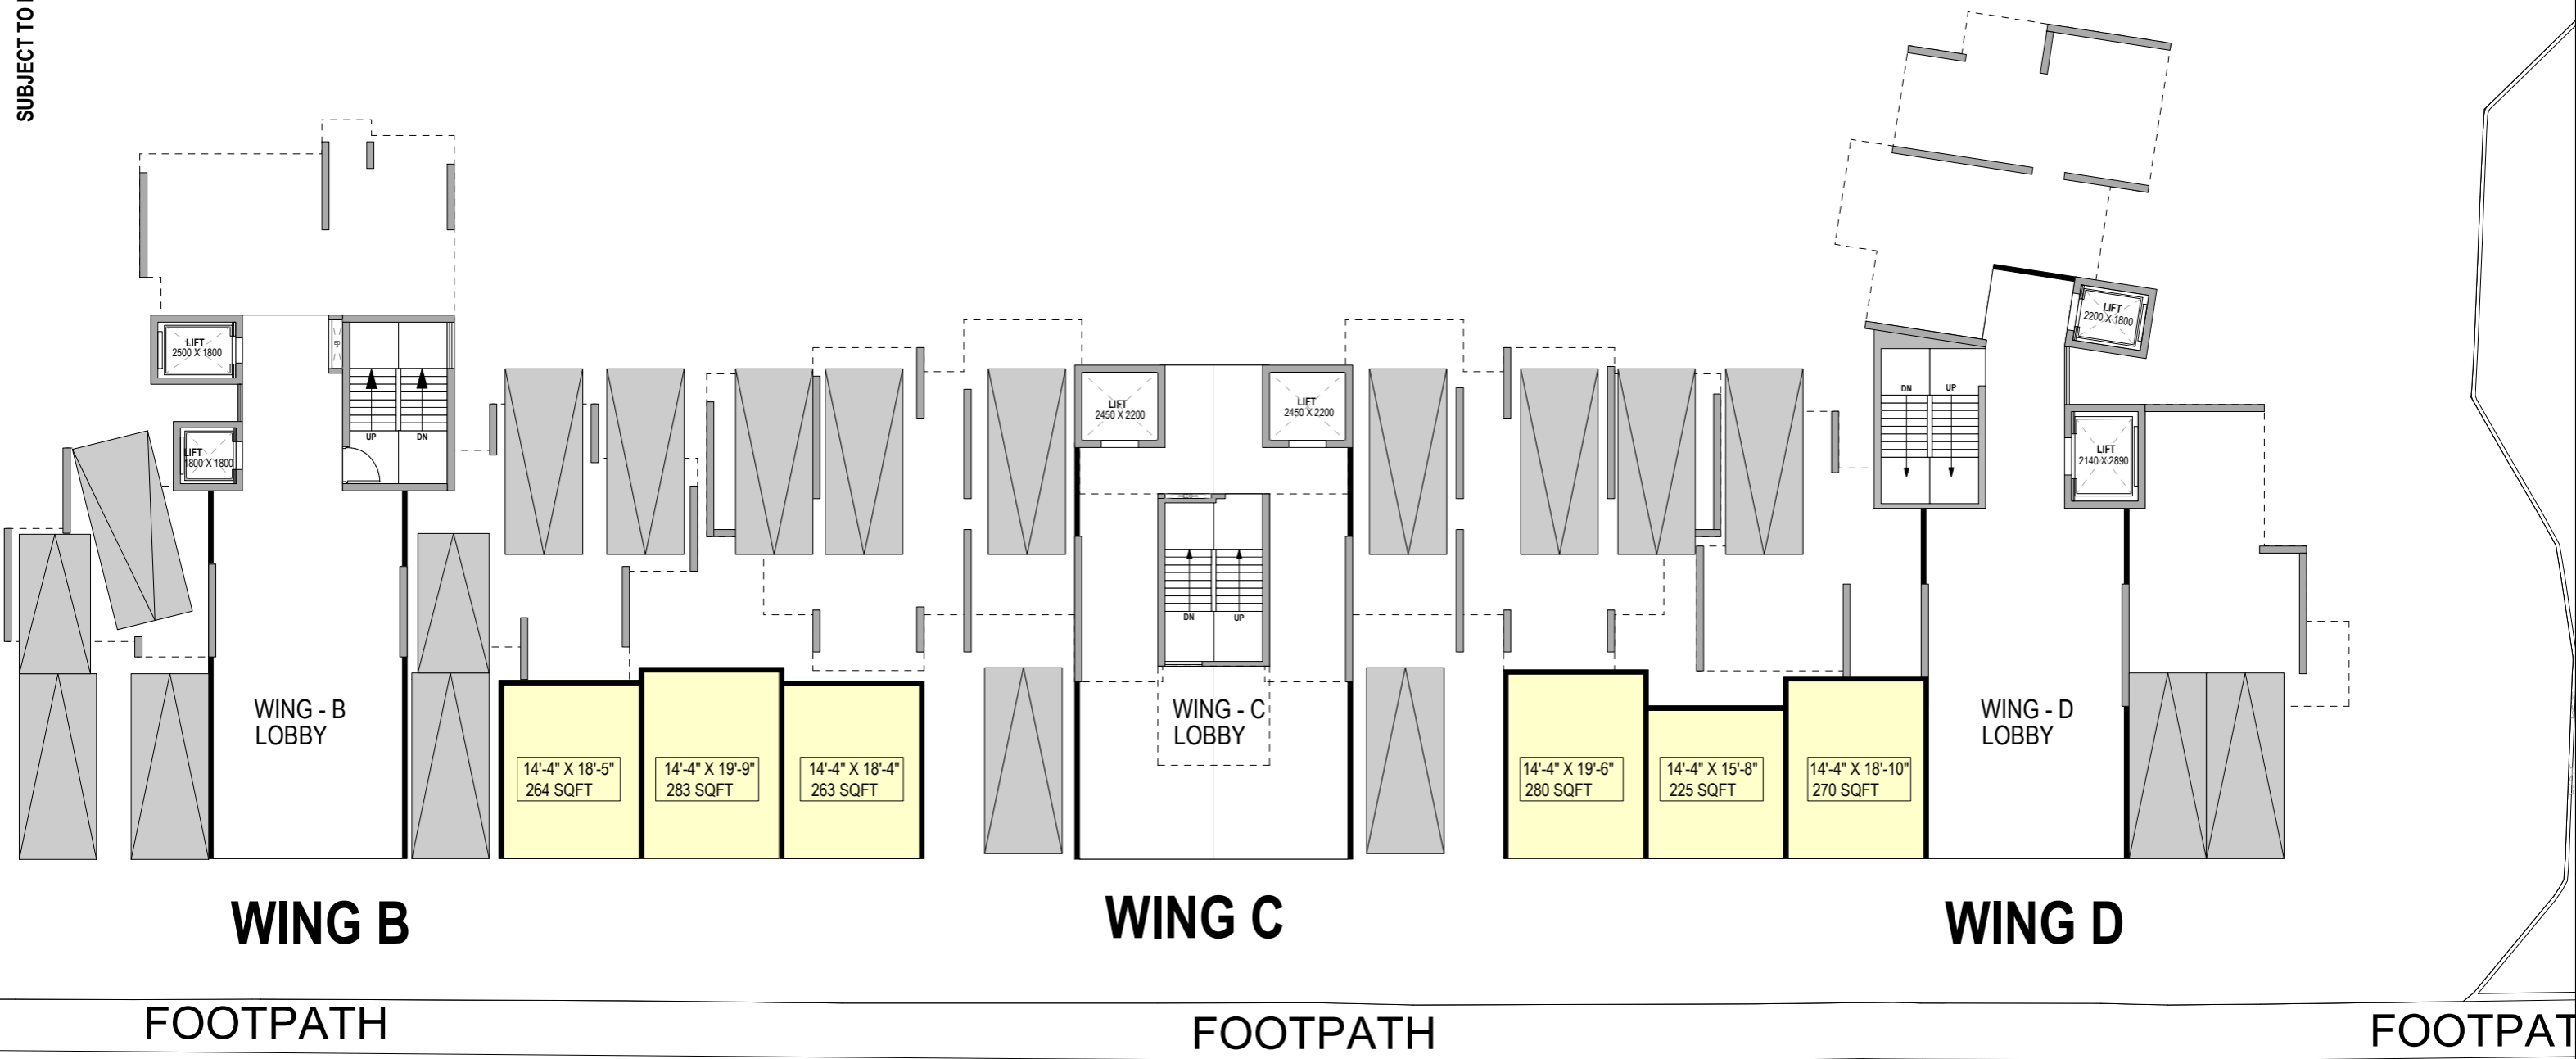 SUBJECT TO
LIFT
2500 X 1800
LIFT
1800 X 1800
UP
DN
WING - B
LOBBY
14'-4" X 18'-5"
264 SQFT
14'-4" X 19'-9"
283 SQFT
14'-4" X 18'-4"
263 SQFT
LIFT
2450 X 2200
LIFT
2450 X 2200
DN
UP
WING - C
LOBBY
14'-4" X 19'-6"
280 SQFT
14'-4" X 15'-8"
225 SQFT
14'-4" X 18'-10"
270 SQFT
LIFT
2200 X 1800
DN
UP
LIFT
2140 X 2890
WING - D
LOBBY
WING B
WING C
WING D
FOOTPATH
FOOTPATH
FOOTPAT